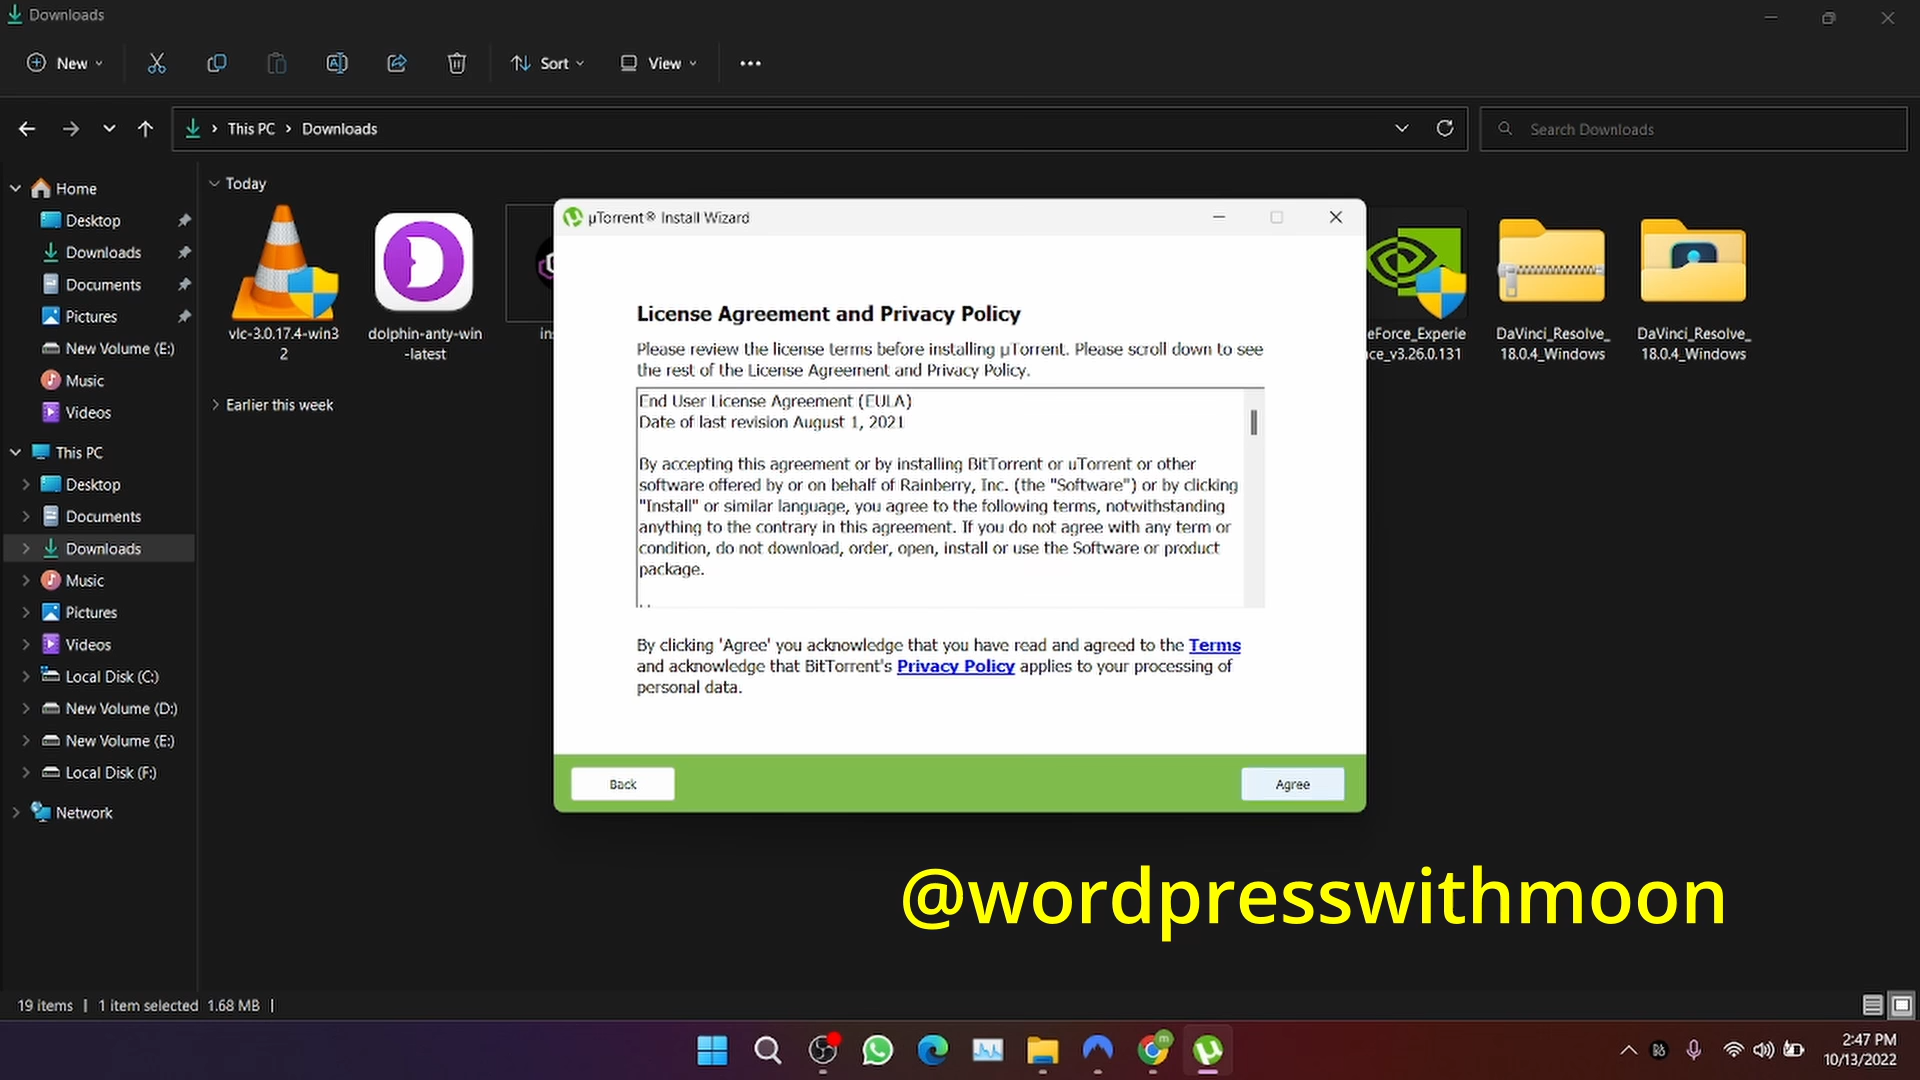 Downloads
New
Sort
View
This PC > Downloads
Search Downloads
Home
Desktop
Downloads
Documents
Pictures
New Volume (E:)
Music
Videos
This PC
Desktop
Documents
Downloads
Music
Pictures
Videos
Local Disk (C:)
New Volume (D:)
New Volume (E:)
Local Disk (F:)
Network
Today
vlc-3.0.17.4-win3
2
dolphin-anty-win
-latest
ins
eForce_Experie
ce_v3.26.0.131
DaVinci_Resolve_
18.0.4_Windows
DaVinci_Resolve_
18.0.4_Windows
Earlier this week
µTorrent® Install Wizard
License Agreement and Privacy Policy
Please review the license terms before installing µTorrent. Please scroll down to see
the rest of the License Agreement and Privacy Policy.
End User License Agreement (EULA)
Date of last revision August 1, 2021
By accepting this agreement or by installing BitTorrent or uTorrent or other
software offered by or on behalf of Rainberry, Inc. (the "Software") or by clicking
"Install" or similar language, you agree to the following terms, notwithstanding
anything to the contrary in this agreement. If you do not agree with any term or
condition, do not download, order, open, install or use the Software or product
package.
By clicking 'Agree' you acknowledge that you have read and agreed to the Terms
and acknowledge that BitTorrent's Privacy Policy applies to your processing of
personal data.
Back
Agree
@wordpresswithmoon
19 items | 1 item selected 1.68 MB |
2:47 PM
10/13/2022